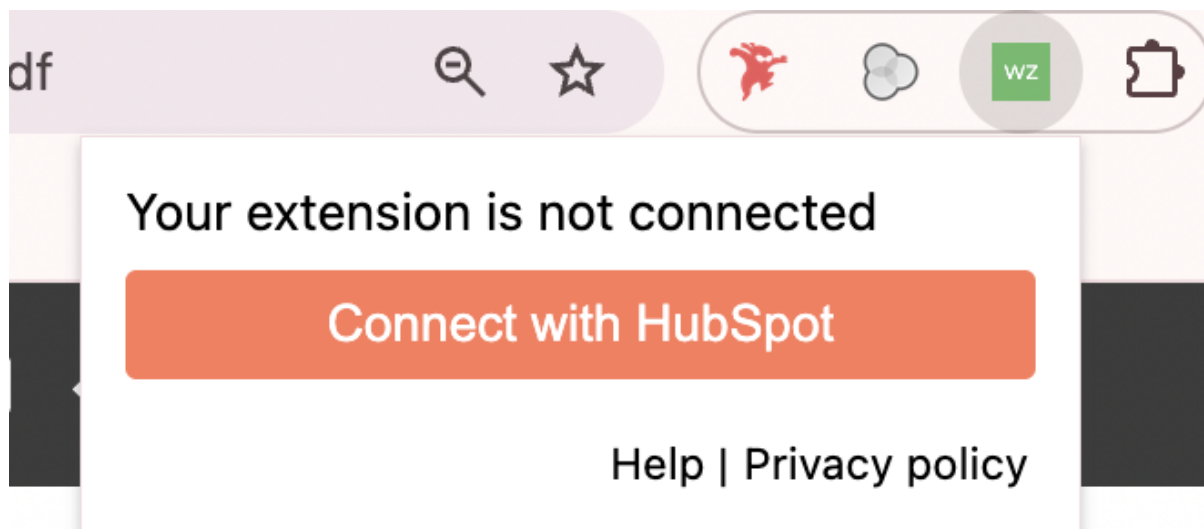 df
WZ
Your extension is not connected
Connect with HubSpot
Help | Privacy policy